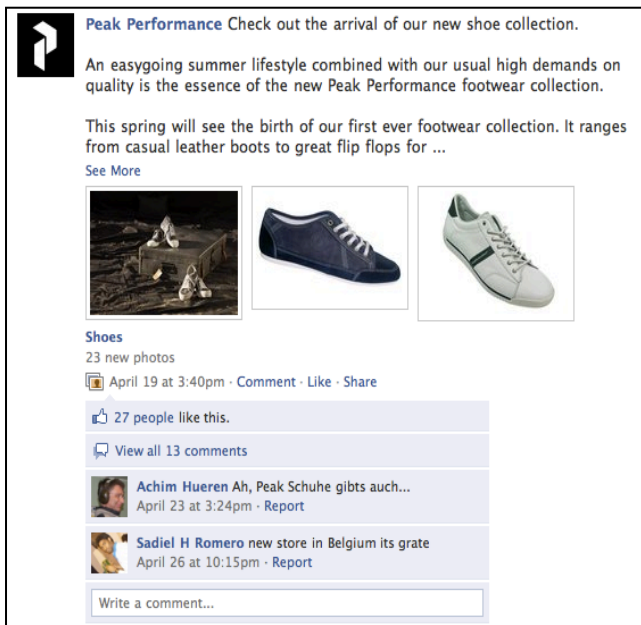 Peak Performance Check out the arrival of our new shoe collection.
An easygoing summer lifestyle combined with our usual high demands on
quality is the essence of the new Peak Performance footwear collection.
This spring will see the birth of our first ever footwear collection. It ranges
from casual leather boots to great flip flops for ...
See More
Shoes
23 new photos
April 19 at 3:40pm · Comment · Like · Share
27 people like this.
View all 13 comments
Achim Hueren Ah, Peak Schuhe gibts auch...
April 23 at 3:24pm · Report
Sadiel H Romero new store in Belgium its grate
April 26 at 10:15pm · Report
Write a comment...